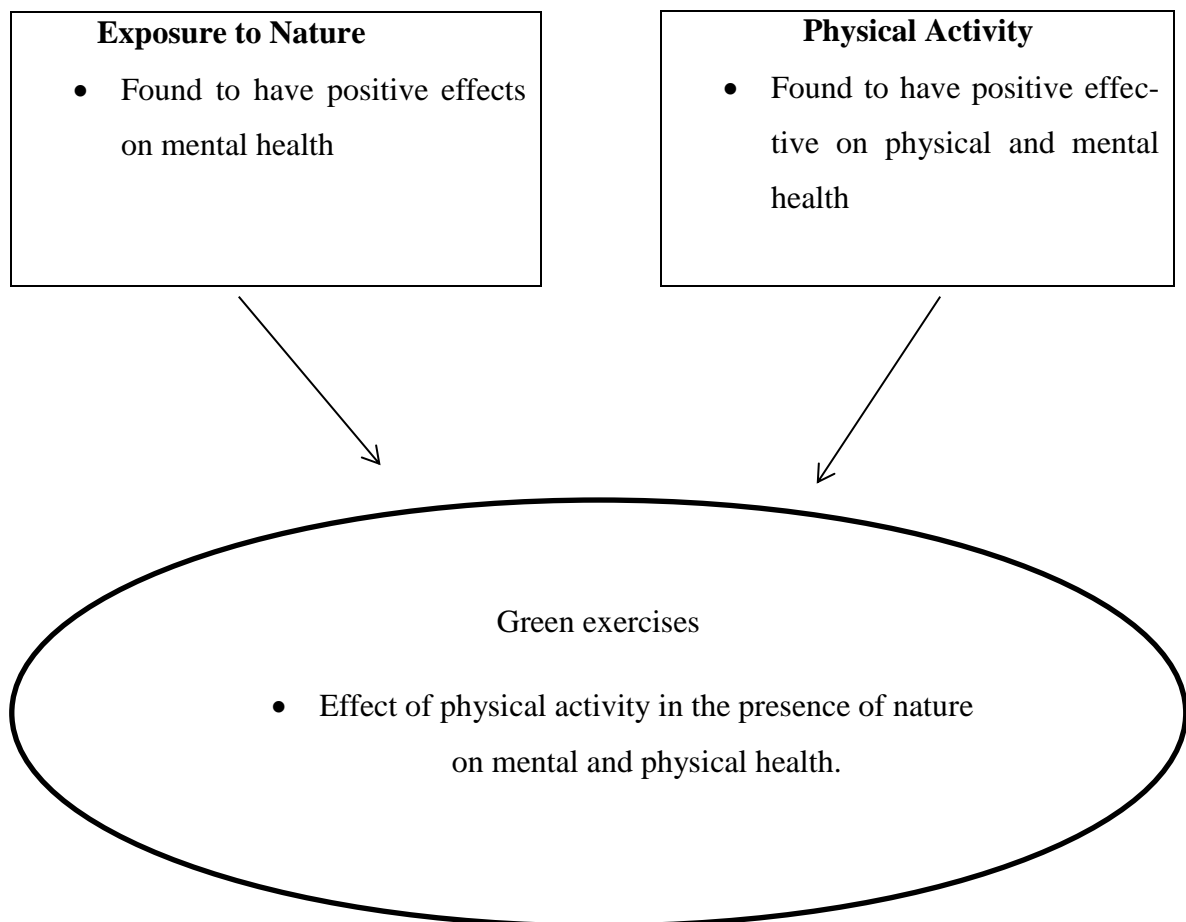 Exposure to Nature
• Found to have positive effects
on mental health
Physical Activity
• Found to have positive effec-
tive on physical and mental
health
Green exercises
• Effect of physical activity in the presence of nature
on mental and physical health.